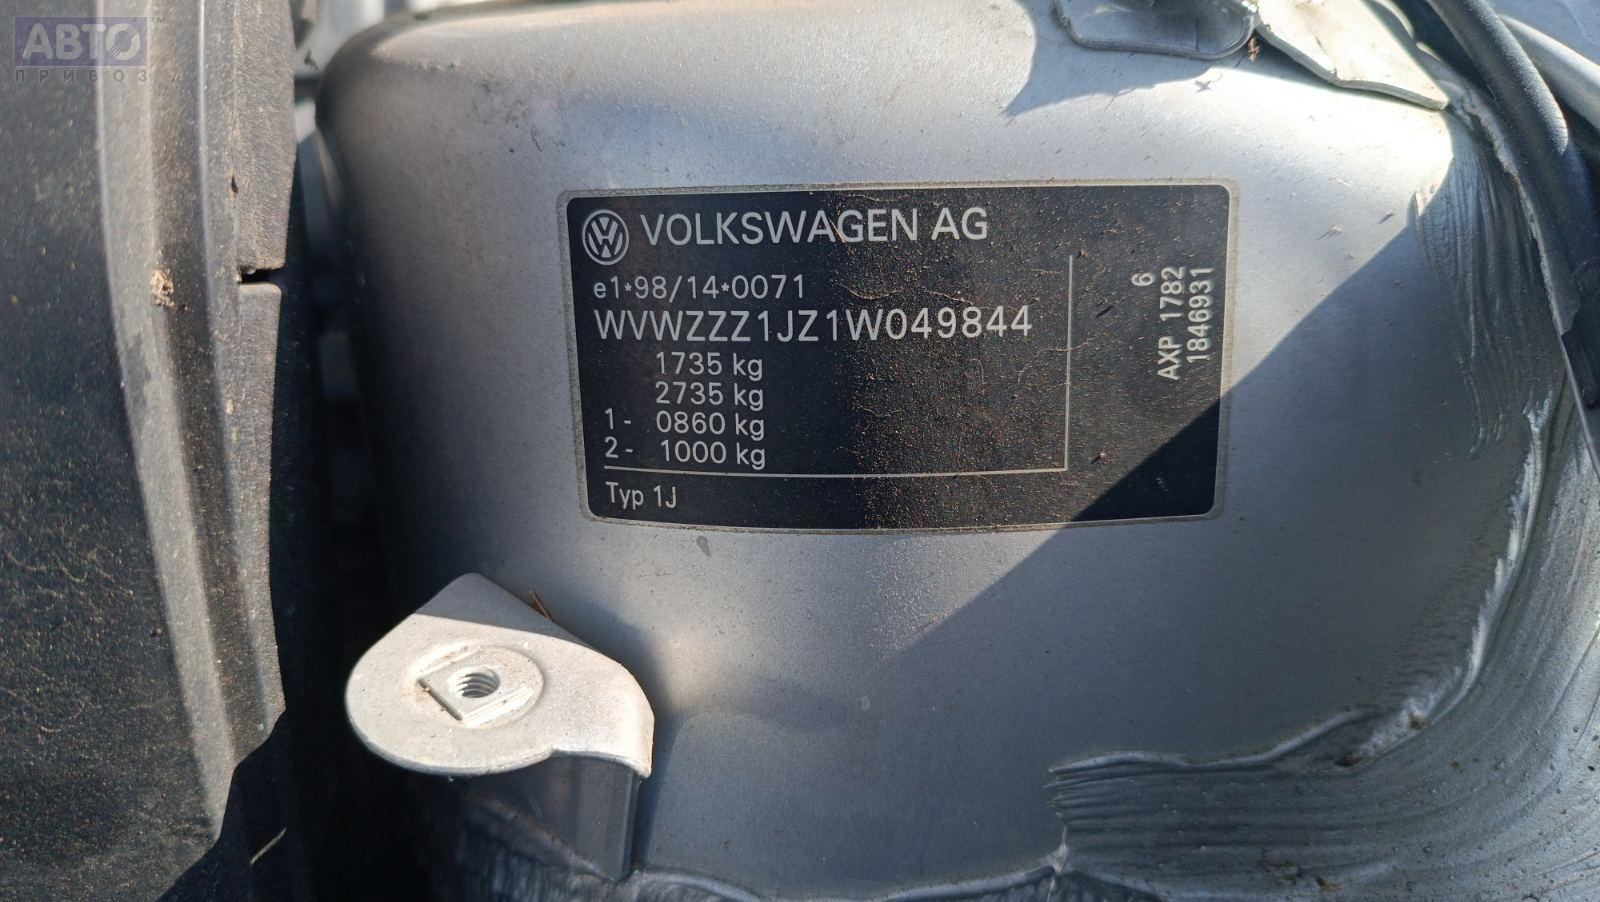 АВТО™
ПРИВОЗ
VOLKSWAGEN AG
e1*98/14*0071
WVWZZZ1JZ1W049844
1735 kg
2735 kg
1- 0860 kg
2- 1000 kg
Typ 1J
6
AXP 1782
1846931